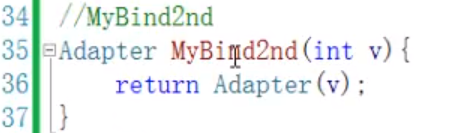 34 //MyBind2nd
35 Adapter MyBind2nd(int v){
36 return Adapter(v);
37 }